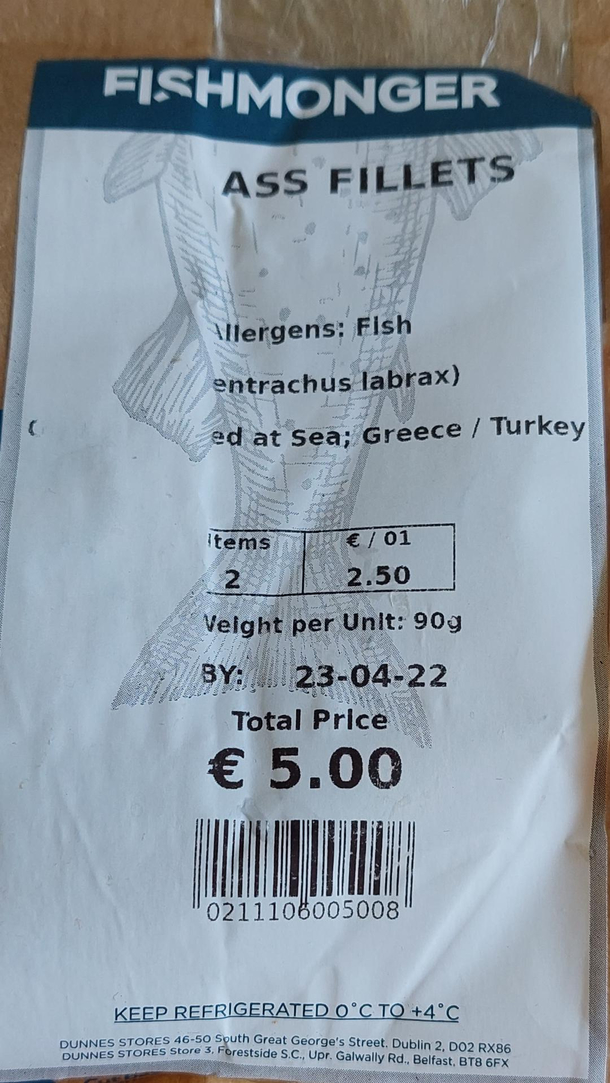 FISHMONGER
ASS FILLETS
Allergens: Fish
entrachus labrax)
(
ed at Sea; Greece / Turkey
Items € / 01
2 2.50
Weight per Unit: 90g
BY: 23-04-22
Total Price
€ 5.00
0211106005008
KEEP REFRIGERATED 0°C TO +4°C
DUNNES STORES 46-50 South Great George's Street, Dublin 2, D02 RX86
DUNNES STORES Store 3, Forestside S.C., Upr. Galwally Rd., Belfast, BT8 6FX